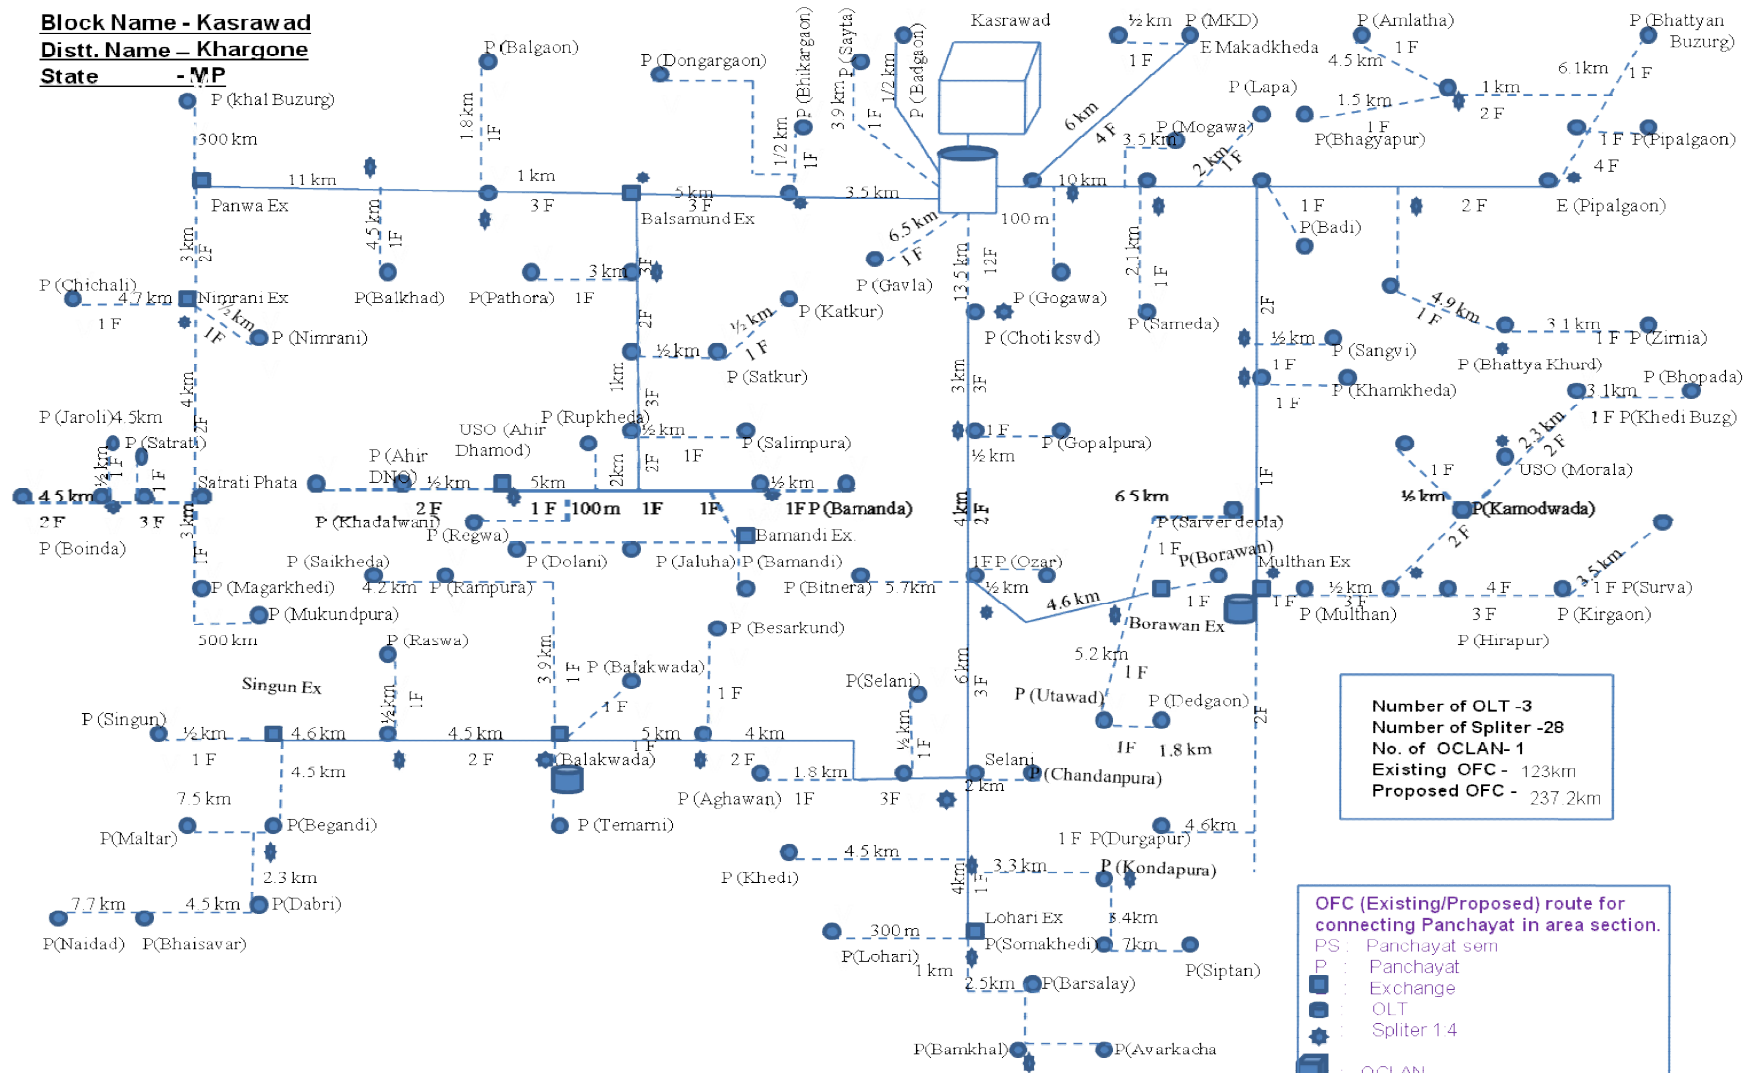 Block Name - Kasrawad
Distt. Name – Khargone
State - MP
Kasrawad
P (khal Buzurg)
300 km
P (Balgaon)
1.8 km
1F
P (Dongargaon)
P (Bhikargaon)
1/2 km
1F
P (Sayta)
3.9 km
1F
1/2 km
P (Badgaon)
½ km
P (MKD)
1 F
E Makadkheda
6 km
4 F
P (Amlatha)
1 F
4.5 km
P (Bhattyan
Buzurg)
6.1km
1 F
1 km
2 F
1.5 km
1 F
P(Bhagyapur)
P (Lapa)
P (Mogawa)
3.5 km
2 km
1 F
1 F
P(Pipalgaon)
4 F
Panwa Ex
11 km
1 km
3 F
Balsamund Ex
5 km
3 F
3.5 km
10 km
100 m
1 F
P(Badi)
2 F
E (Pipalgaon)
3 km
2F
4.5 km
1F
P(Balkhad)
P(Pathora)
3 km
1F
3F
6.5 km
1 F
P (Gavla)
13.5 km
12F
P (Gogawa)
P (Choti ksvd)
2.1 km
1 F
P (Sameda)
2F
P (Chichali)
4.7 km
1 F
Nimrani Ex
½ km
1F
P (Nimrani)
2F
P (Katkur)
½ km
1 F
½ km
P (Satkur)
½ km
P (Sangvi)
1 F
P (Khamkheda)
1 F
4.9 km
1 F
3.1 km
1 F
P (Zirnia)
P (Bhattya Khurd)
4 km
2F
1km
3F
3 km
3F
P (Bhopada)
3.1km
1 F
P(Khedi Buzg)
2.3 km
2 F
USO (Morala)
P (Jaroli)
4.5km
P (Satrati)
½ km
1 F
1 F
Satrati Phata
4.5 km
2 F
3 F
P (Boinda)
P (Rupkheda)
USO (Ahir
Dhamod)
P (Ahir
DNO)
½ km
P (Salimpura)
1F
½ km
2 F
5km
1 F
100 m
2km
2F
1F
1F
½ km
1F
P (Bamanda)
1 F
P (Gopalpura)
½ km
1 F
½ km
P(Kamodwada)
2 F
3 km
1F
P (Khadalwani)
P (Regwa)
P (Dolani)
P (Jaluha)
Bamandi Ex.
P (Bamandi)
4 km
2 F
6.5 km
P (Sarver deola)
1 F
P(Borawan)
1F
P (Magarkhedi)
P (Mukundpura)
500 km
P (Saikheda)
4.2 km
P (Rampura)
P (Bitnera)
5.7km
1F
P (Ozar)
½ km
4.6 km
1 F
Borawan Ex
Multhan Ex
1 F
P (Multhan)
½ km
3 F
4 F
3 F
P (Hirapur)
3.5 km
1 F
P(Surva)
P (Kirgaon)
P (Raswa)
½ km
1F
3.9 km
1 F
P (Balakwada)
1 F
P (Besarkund)
1 F
6 km
3 F
5.2 km
1 F
P (Utawad)
P (Dedgaon)
1F
1.8 km
2F
Singun Ex
P (Singun)
½ km
1 F
4.6 km
4.5 km
2 F
(Balakwada)
5 km
1 F
4 km
2 F
P(Selani)
½ km
1F
Selani
2 km
P(Chandanpura)
P (Aghawan)
1.8 km
1F
3F
4.5 km
7.5 km
P(Maltar)
P(Begandi)
P (Temarni)
2.3 km
7.7 km
4.5 km
P(Dabri)
P(Naidad)
P(Bhaisavar)
P (Khedi)
4.5 km
4km
1 F
3.3 km
1 F
P(Durgapur)
4.6km
P (Kondapura)
3.4km
Lohari Ex
P(Somakhedi)
7km
P(Siptan)
300 m
P(Lohari)
1 km
2.5km
P(Barsalay)
P(Bamkhal)
P(Avarkacha
Number of OLT -3
Number of Spliter -28
No. of OCLAN- 1
Existing OFC - 123km
Proposed OFC - 237.2km
OFC (Existing/Proposed) route for
connecting Panchayat in area section.
PS : Panchayat sem
P : Panchayat
: Exchange
: OLT
: Spliter 1:4
: OCLAN